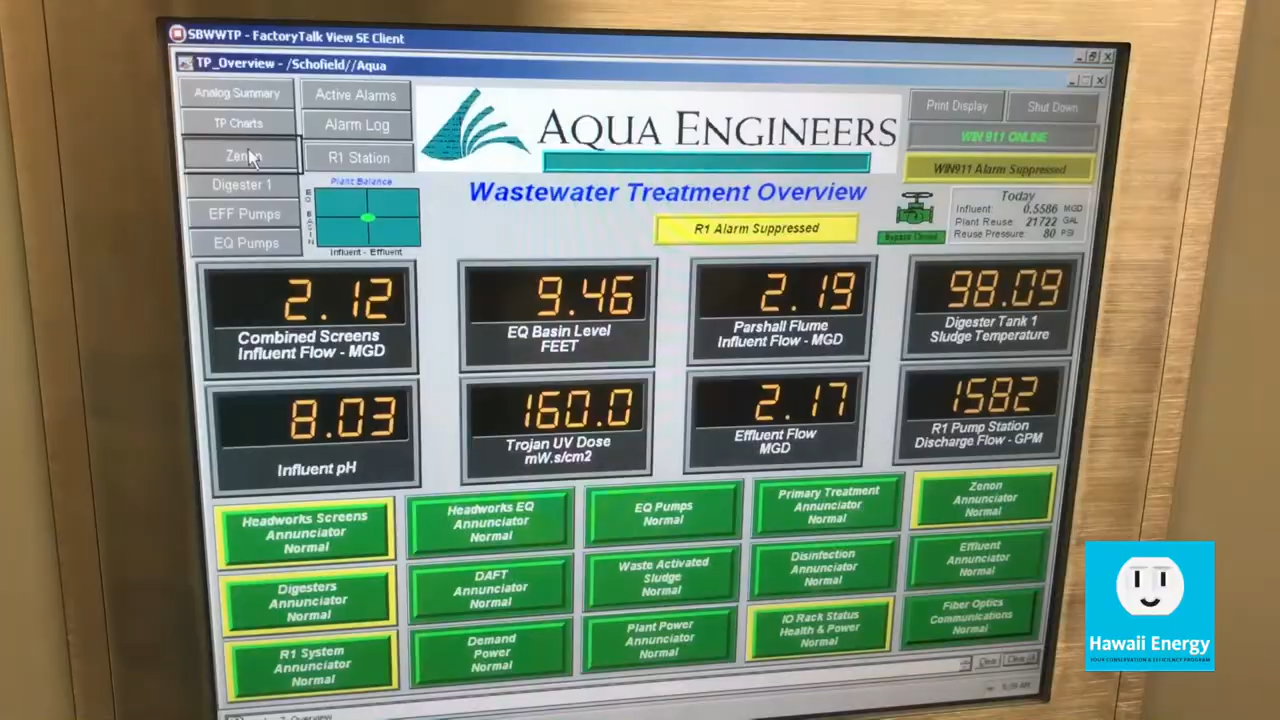 SBWWTP - FactoryTalk View SE Client
TP_Overview - /Schofield//Aqua
Analog Summary
Active Alarms
TP Charts
Alarm Log
Zenon
R1 Station
Digester 1
EFF Pumps
EQ Pumps
Plant Balance
Influent - Effluent
AQUA ENGINEERS
Wastewater Treatment Overview
R1 Alarm Suppressed
Print Display
Shut Down
WIN 911 ONLINE
WIN911 Alarm Suppressed
Bypass Closed
Today
Influent: 0.5586 MGD
Plant Reuse: 21722 GAL
Reuse Pressure: 80 PSI
2.12
Combined Screens
Influent Flow - MGD
9.46
EQ Basin Level
FEET
2.19
Parshall Flume
Influent Flow - MGD
98.09
Digester Tank 1
Sludge Temperature
8.03
Influent pH
160.0
Trojan UV Dose
mW.s/cm2
2.17
Effluent Flow
MGD
1582
R1 Pump Station
Discharge Flow - GPM
Headworks Screens
Annunciator
Normal
Headworks EQ
Annunciator
Normal
EQ Pumps
Normal
Primary Treatment
Annunciator
Normal
Zenon
Annunciator
Normal
Digesters
Annunciator
Normal
DAFT
Annunciator
Normal
Waste Activated
Sludge
Normal
Disinfection
Annunciator
Normal
Effluent
Annunciator
Normal
R1 System
Annunciator
Normal
Demand
Power
Normal
Plant Power
Annunciator
Normal
IO Rack Status
Health & Power
Normal
Fiber Optics
Communications
Normal
Hawaii Energy
YOUR CONSERVATION & EFFICIENCY PROGRAM